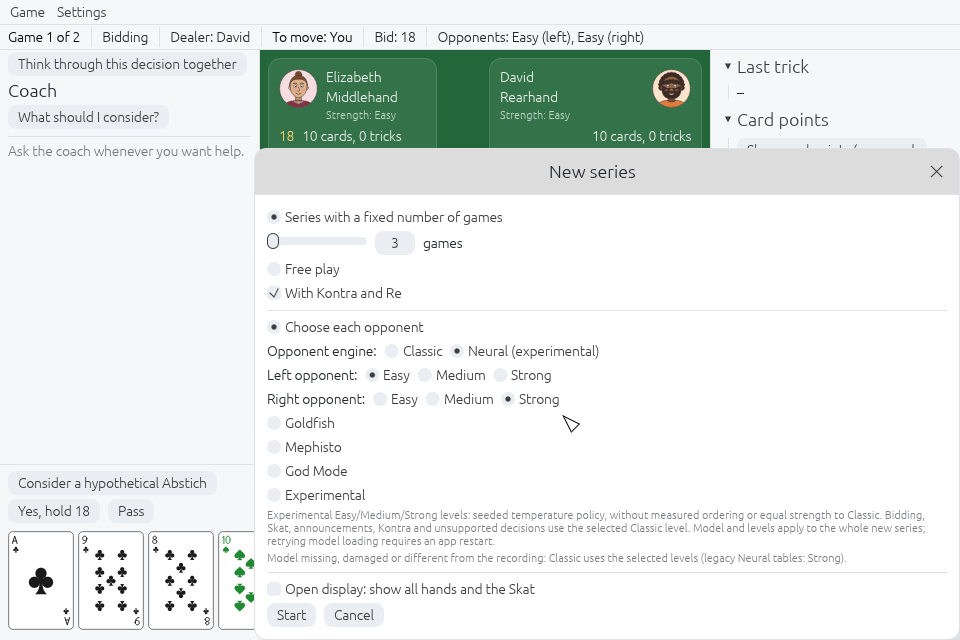 Game Settings
Game 1 of 2 Bidding Dealer: David To move: You Bid: 18 Opponents: Easy (left), Easy (right)
Think through this decision together
Coach
What should I consider?
Ask the coach whenever you want help.
Elizabeth
Middlehand
Strength: Easy
18 10 cards, 0 tricks
David
Rearhand
Strength: Easy
10 cards, 0 tricks
Last trick
–
Card points
New series
Series with a fixed number of games
3 games
Free play
With Kontra and Re
Choose each opponent
Opponent engine: Classic Neural (experimental)
Left opponent: Easy Medium Strong
Right opponent: Easy Medium Strong
Goldfish
Mephisto
God Mode
Experimental
Experimental Easy/Medium/Strong levels: seeded temperature policy, without measured ordering or equal strength to Classic. Bidding,
Skat, announcements, Kontra and unsupported decisions use the selected Classic level. Model and levels apply to the whole new series;
retrying model loading requires an app restart.
Model missing, damaged or different from the recording: Classic uses the selected levels (legacy Neural tables: Strong).
Open display: show all hands and the Skat
Start Cancel
Consider a hypothetical Abstich
Yes, hold 18 Pass
A 9 8 10
A 9 8